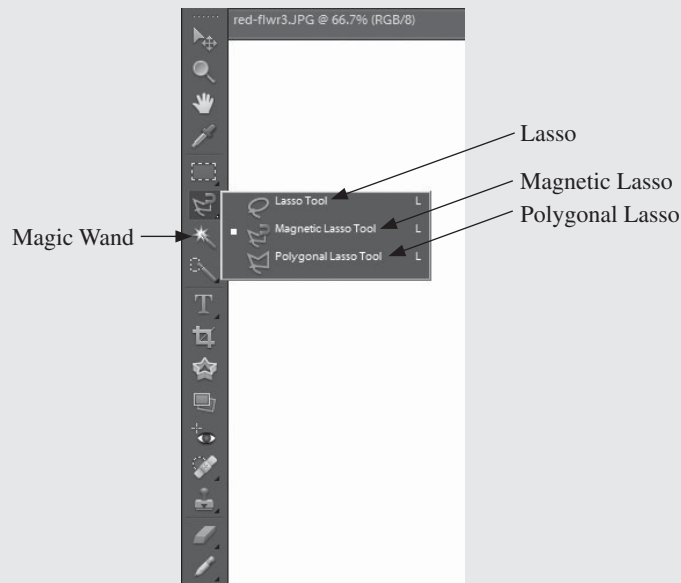 red-flwr3.JPG @ 66.7% (RGB/8)
Lasso
Magnetic Lasso
Polygonal Lasso
Magic Wand
Lasso Tool L
Magnetic Lasso Tool L
Polygonal Lasso Tool L
T